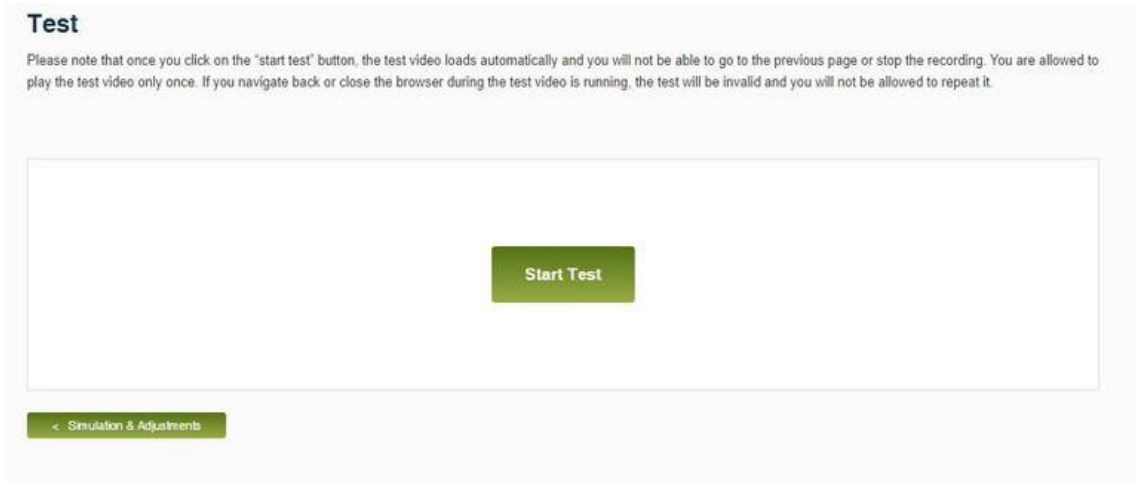 Test
Please note that once you click on the "start test" button, the test video loads automatically and you will not be able to go to the previous page or stop the recording. You are allowed to
play the test video only once. If you navigate back or close the browser during the test video is running, the test will be invalid and you will not be allowed to repeat it.
Start Test
< Simulation & Adjustments